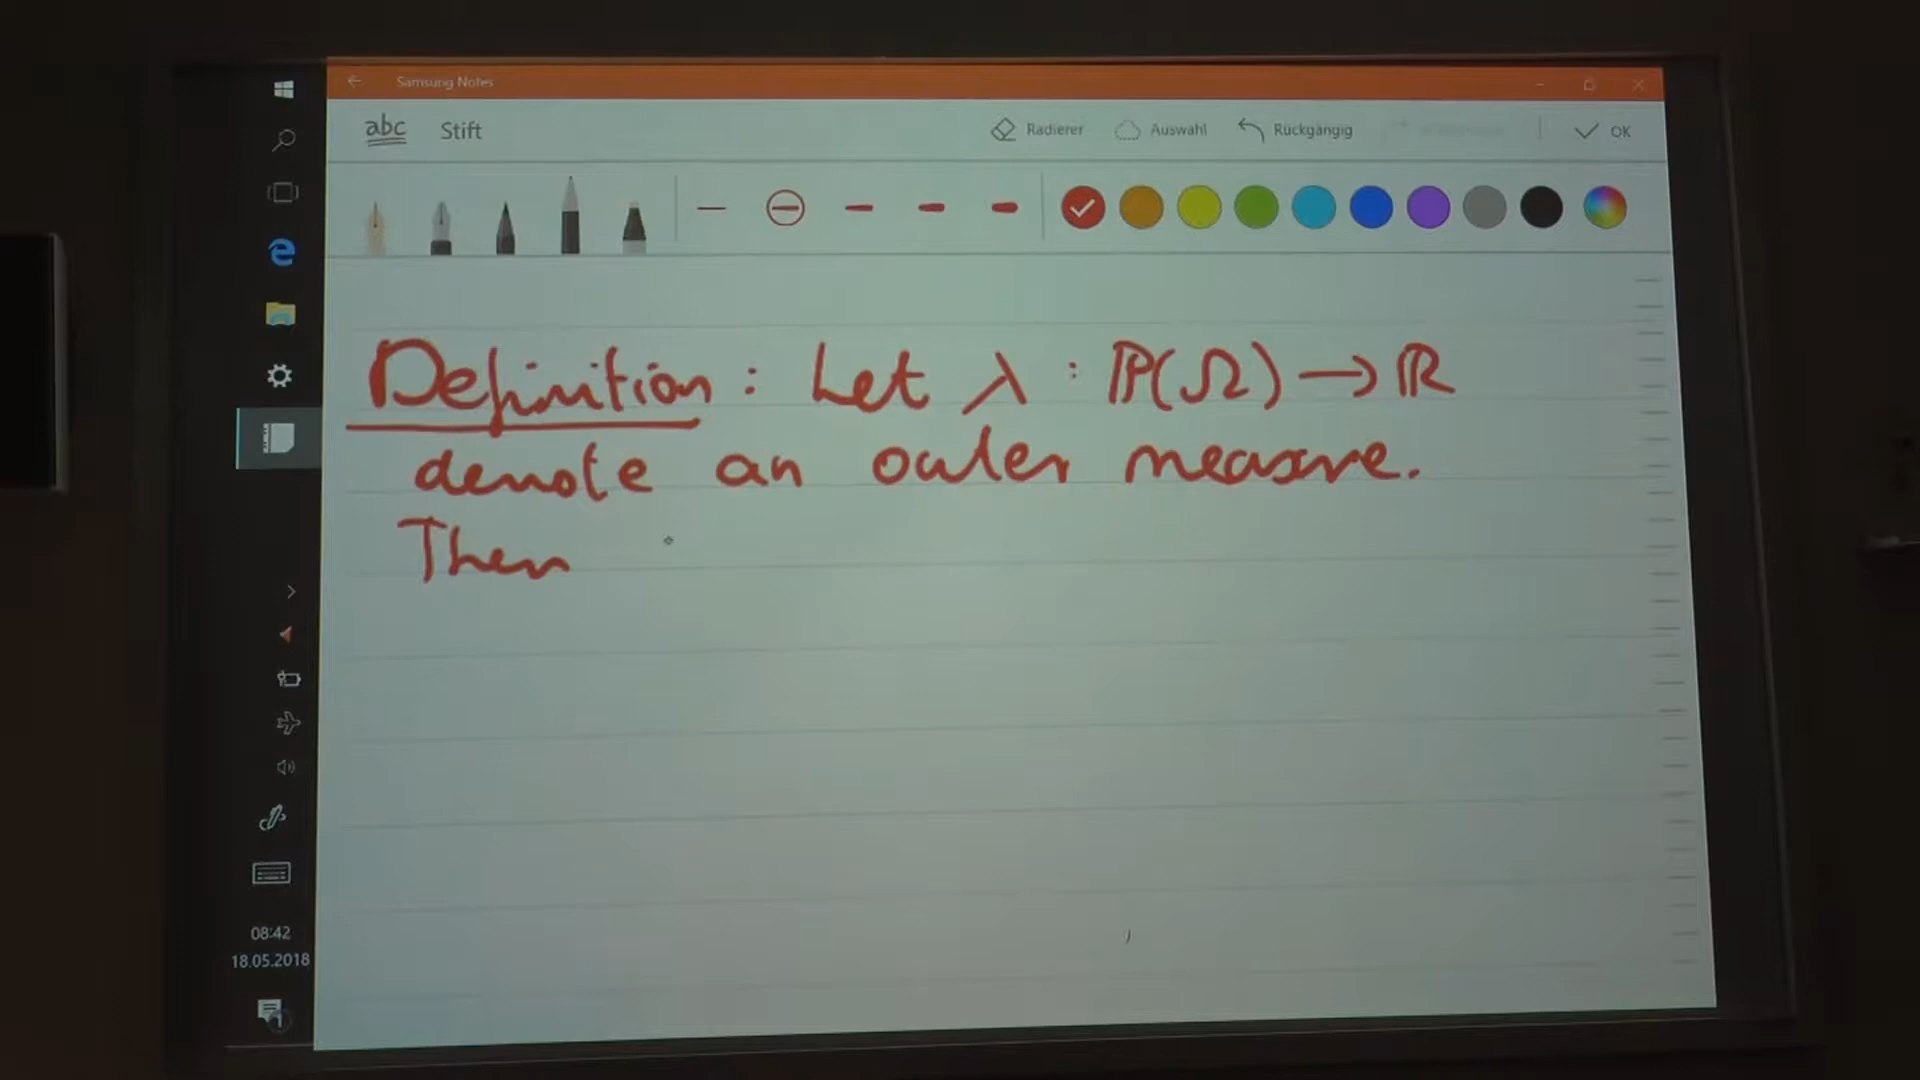 Samsung Notes
abc Stift Radierer Auswahl Rückgängig OK
Definition: Let λ : ℙ(Ω) → ℝ
denote an outer measure.
Then
08:42
18.05.2018
1